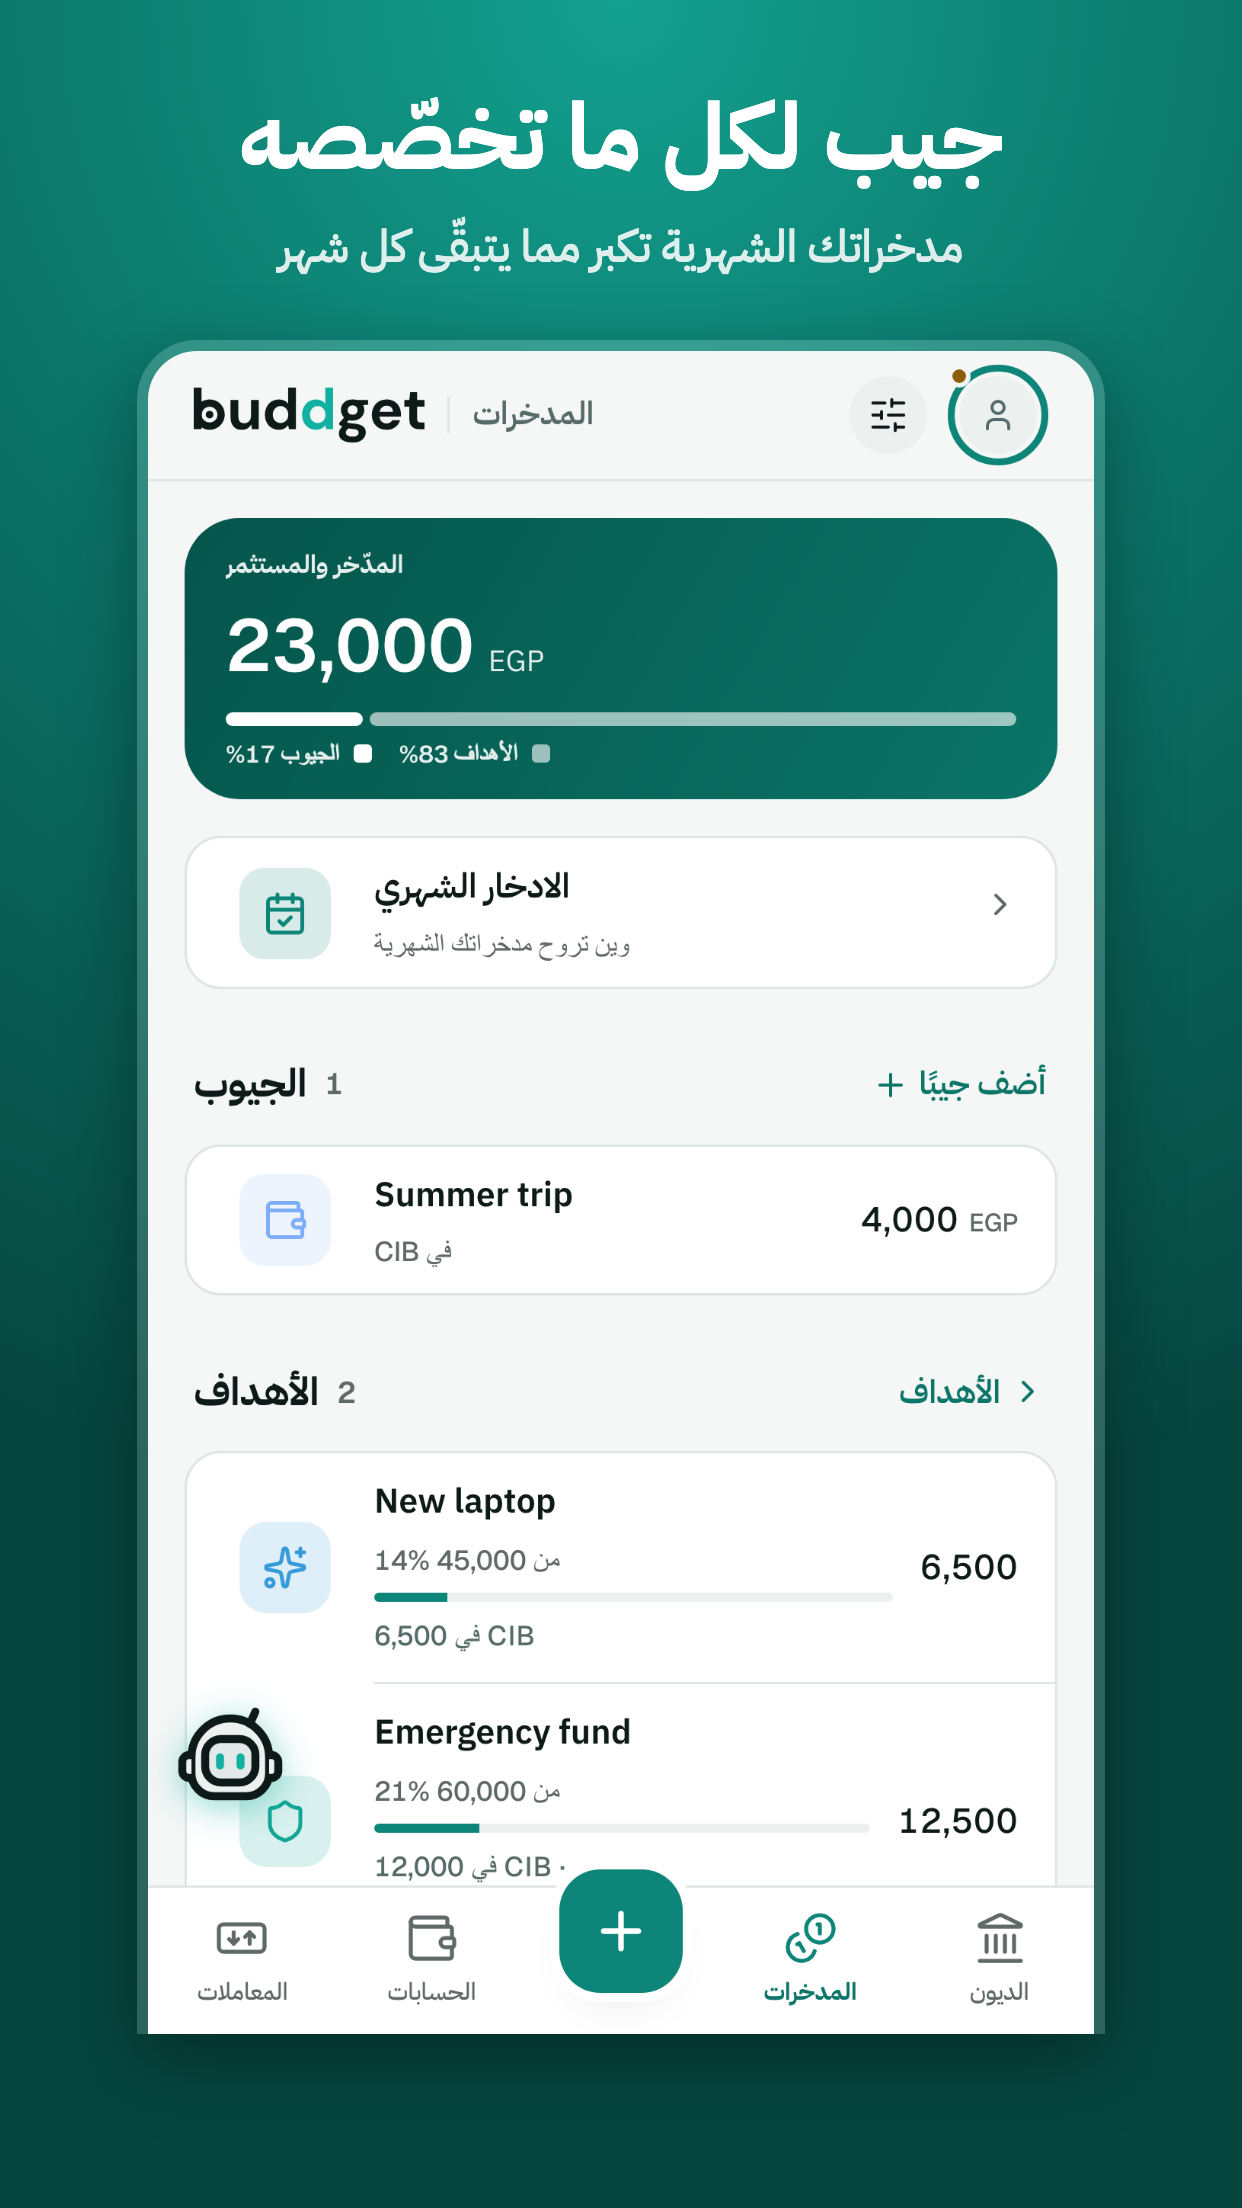 جيب لكل ما تخصّصه
مدخراتك الشهرية تكبر مما يتبقّى كل شهر
buddget المدخرات
المدّخر والمستثمر
23,000 EGP
الجيوب 17% الأهداف 83%
الادخار الشهري
وين تروح مدخراتك الشهرية
الجيوب 1 أضف جيبًا +
Summer trip
في CIB
4,000 EGP
الأهداف 2 الأهداف
New laptop
14% من 45,000
6,500
6,500 في CIB
Emergency fund
21% من 60,000
12,500
12,000 في CIB ·
المعاملات الحسابات المدخرات الديون